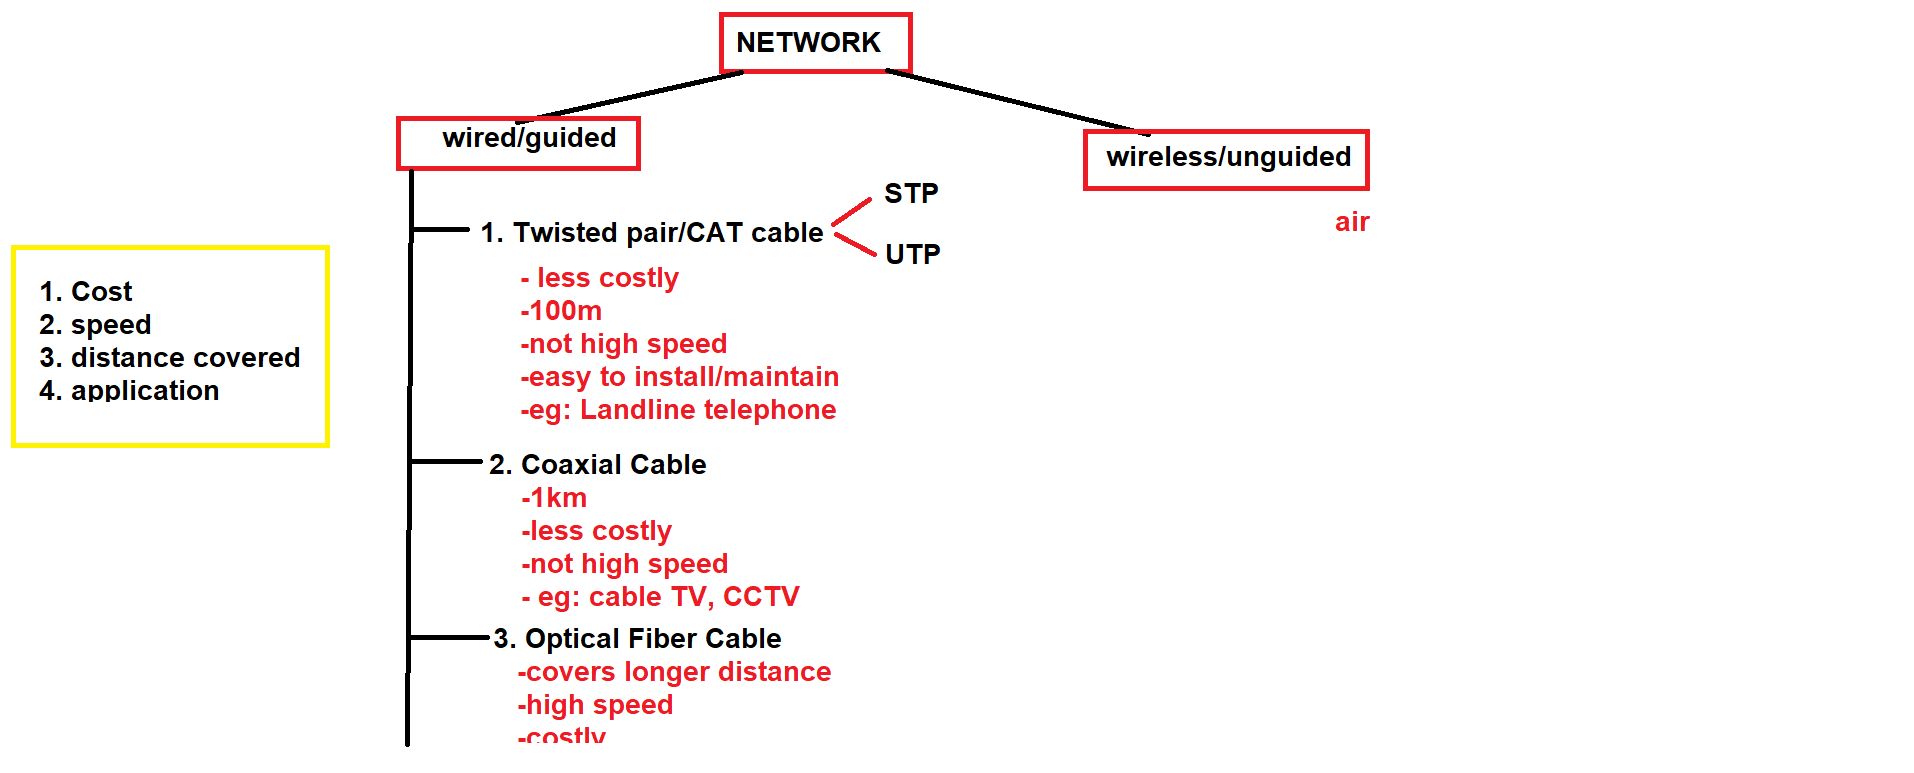 NETWORK
wired/guided
wireless/unguided
air
STP
1. Twisted pair/CAT cable
UTP
- less costly
-100m
-not high speed
-easy to install/maintain
-eg: Landline telephone
1. Cost
2. speed
3. distance covered
4. application
2. Coaxial Cable
-1km
-less costly
-not high speed
- eg: cable TV, CCTV
3. Optical Fiber Cable
-covers longer distance
-high speed
-costly